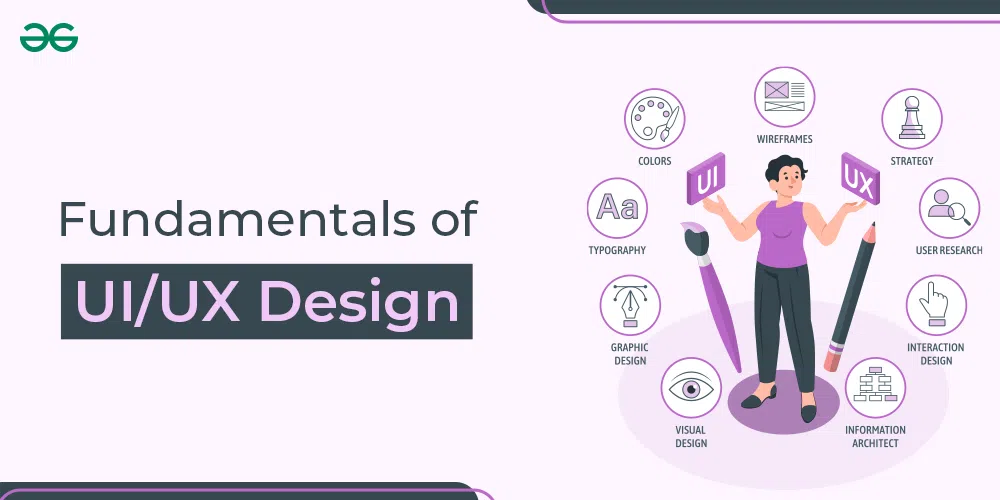 Fundamentals of
UI/UX Design
WIREFRAMES
COLORS
STRATEGY
UI
UX
Aa
TYPOGRAPHY
USER RESEARCH
GRAPHIC
DESIGN
INTERACTION
DESIGN
VISUAL
DESIGN
INFORMATION
ARCHITECT